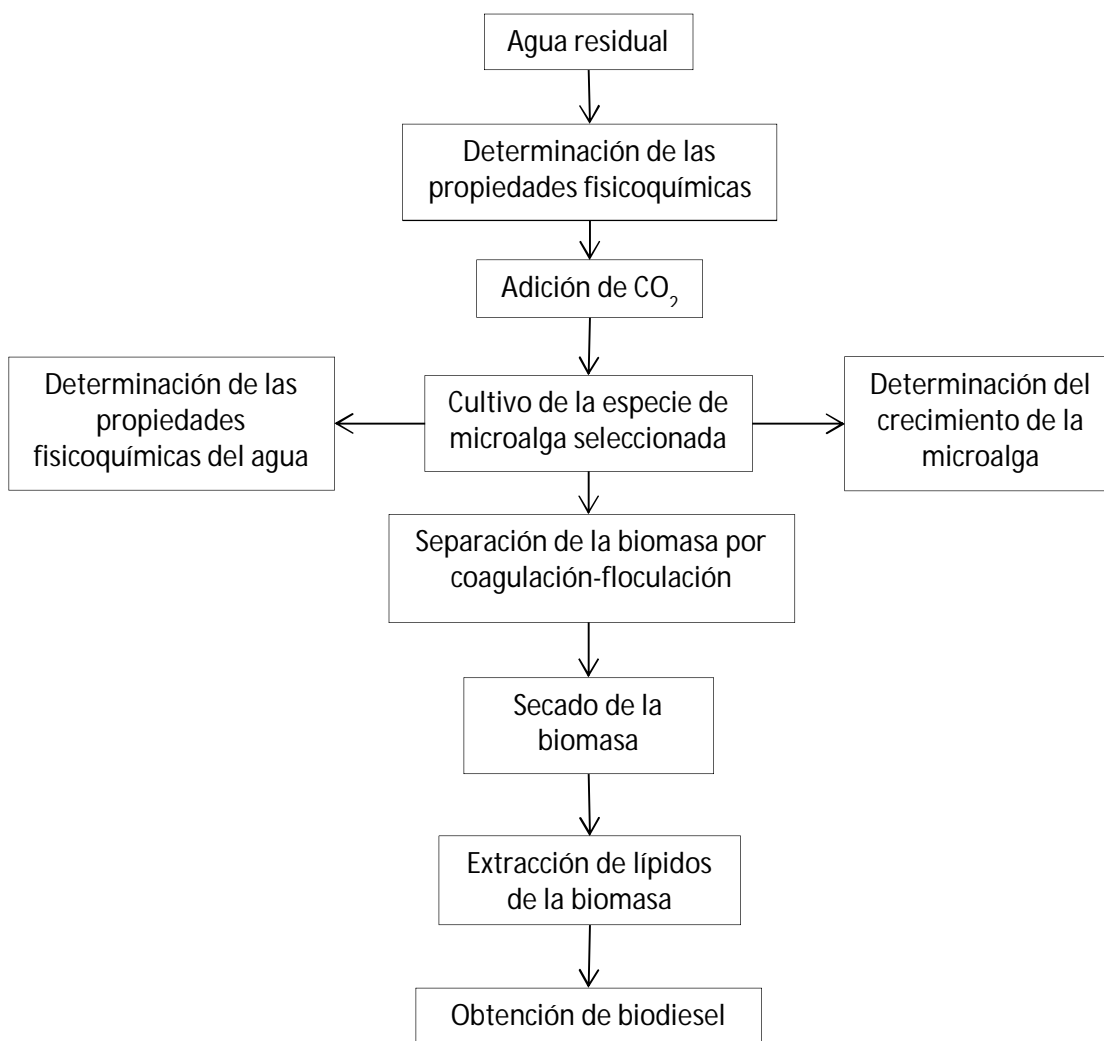 Agua residual
Determinación de las
propiedades fisicoquímicas
Adición de CO₂
Determinación de las
propiedades
fisicoquímicas del agua
Cultivo de la especie de
microalga seleccionada
Determinación del
crecimiento de la
microalga
Separación de la biomasa por
coagulación-floculación
Secado de la
biomasa
Extracción de lípidos
de la biomasa
Obtención de biodiesel